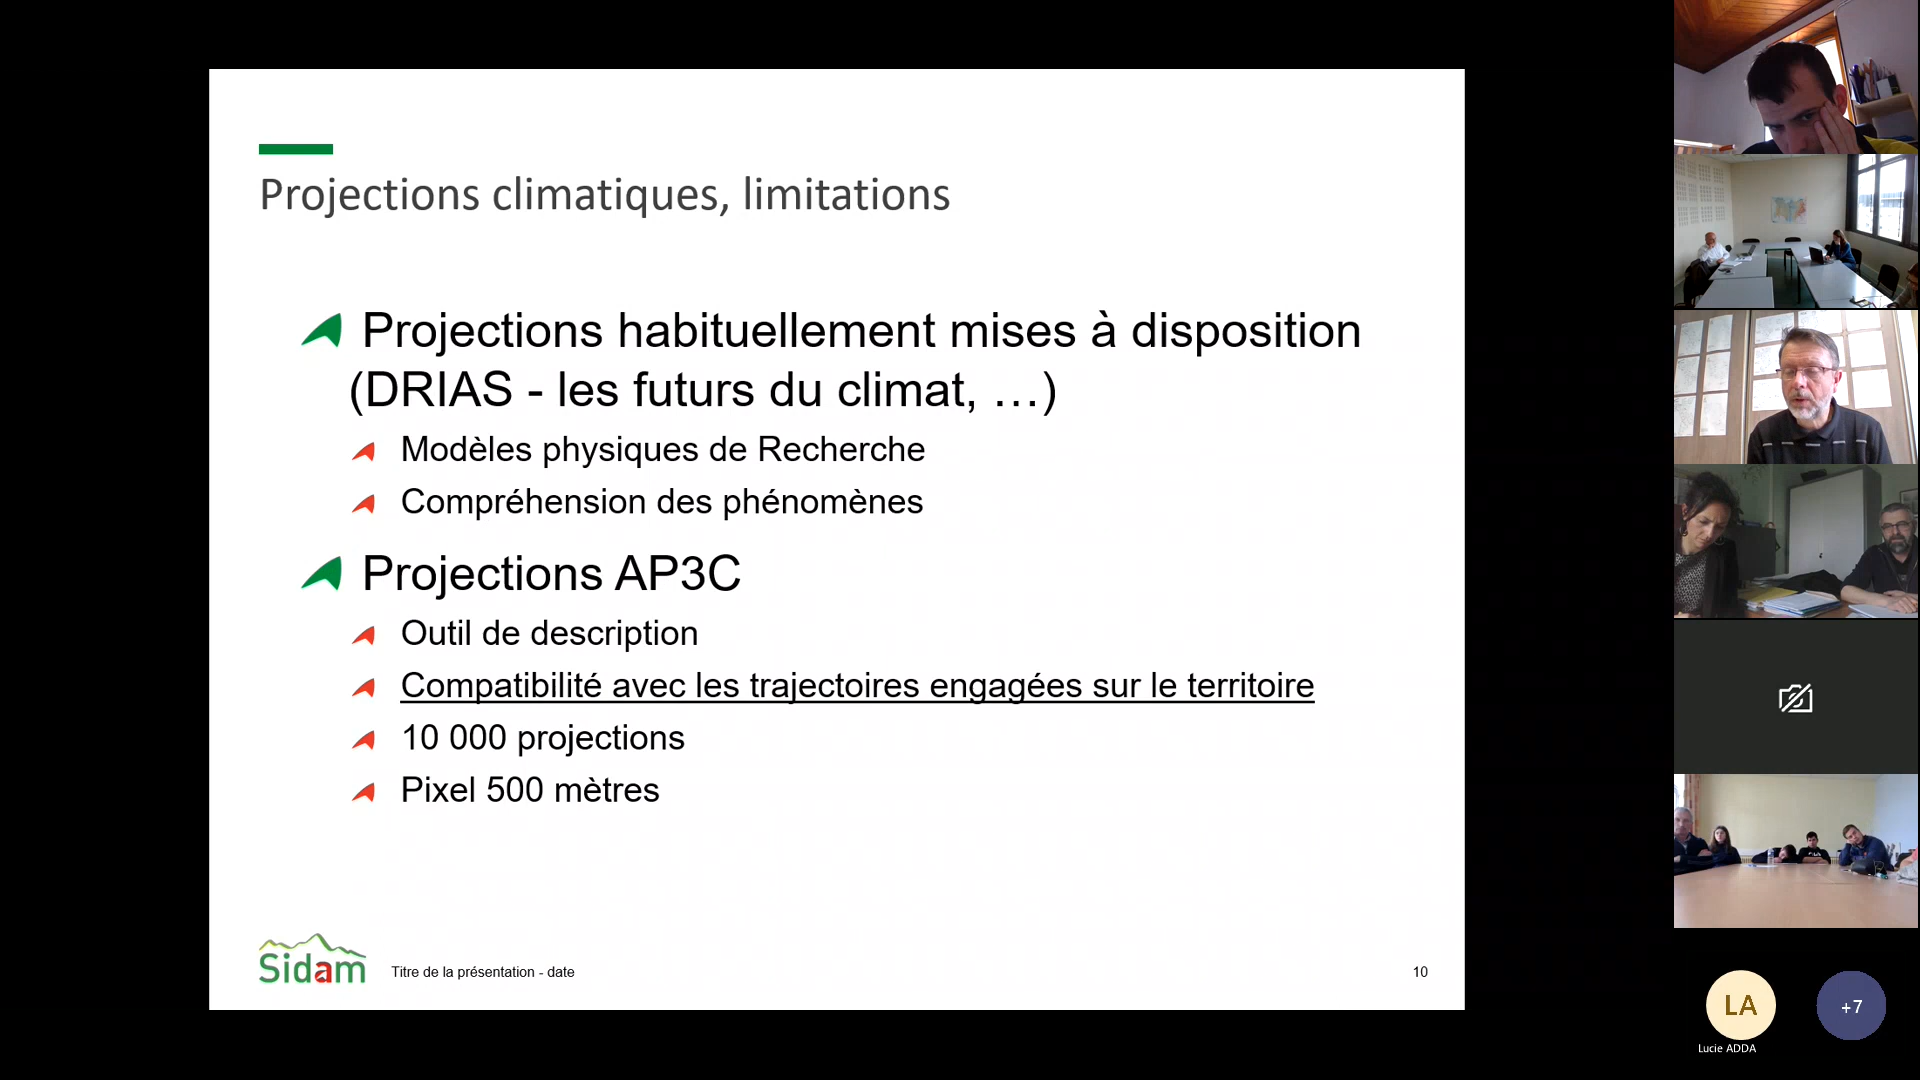 Projections climatiques, limitations
Projections habituellement mises à disposition
(DRIAS - les futurs du climat, …)
Modèles physiques de Recherche
Compréhension des phénomènes
Projections AP3C
Outil de description
Compatibilité avec les trajectoires engagées sur le territoire
10 000 projections
Pixel 500 mètres
Sidam
Titre de la présentation - date
10
LA
+7
Lucie ADDA